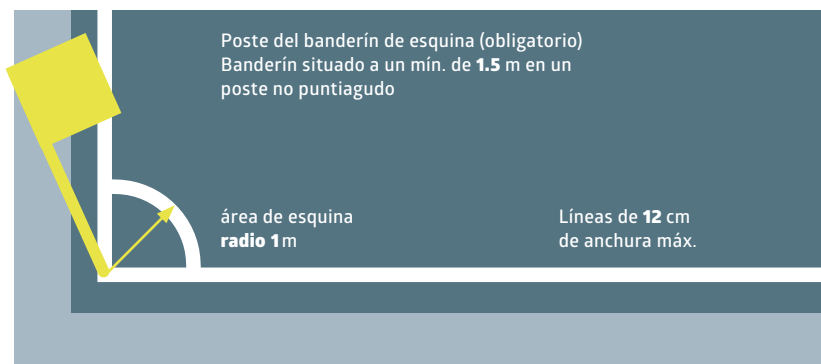 Poste del banderín de esquina (obligatorio)
Banderín situado a un mín. de 1.5 m en un
poste no puntiagudo
área de esquina
radio 1 m
Líneas de 12 cm
de anchura máx.